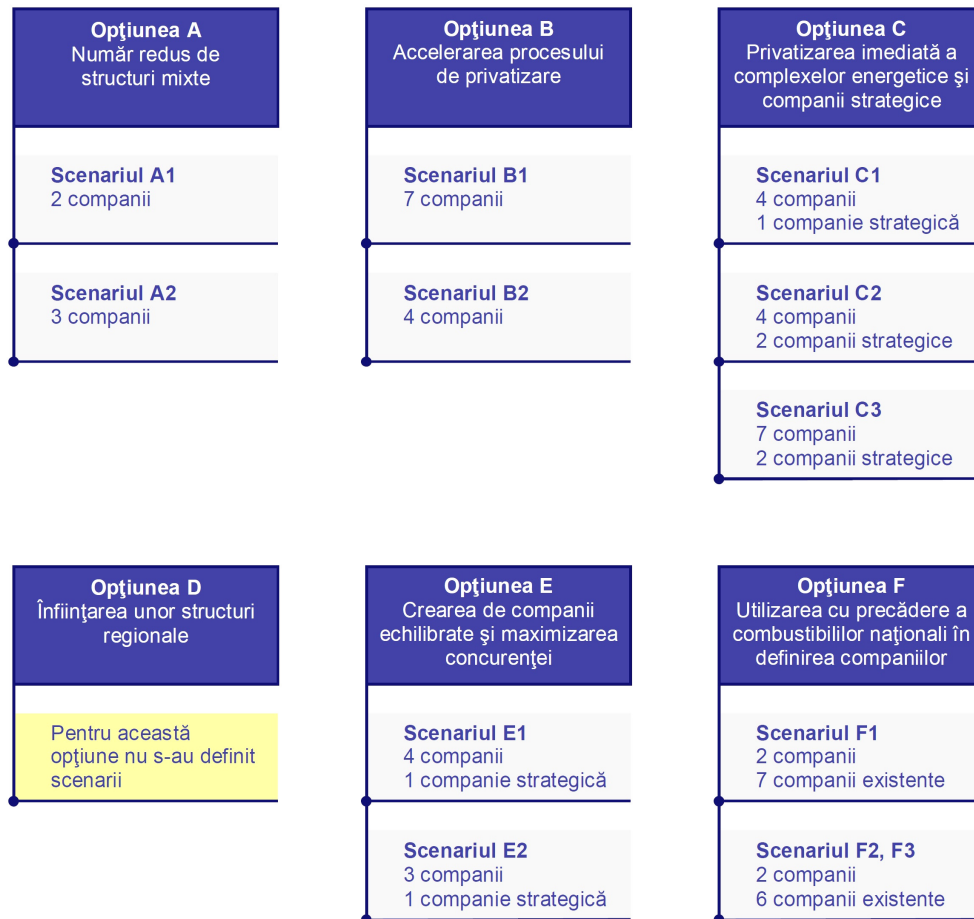 Opţiunea A
Număr redus de
structuri mixte
Scenariul A1
2 companii
Scenariul A2
3 companii
Opţiunea B
Accelerarea procesului
de privatizare
Scenariul B1
7 companii
Scenariul B2
4 companii
Opţiunea C
Privatizarea imediată a
complexelor energetice şi
companii strategice
Scenariul C1
4 companii
1 companie strategică
Scenariul C2
4 companii
2 companii strategice
Scenariul C3
7 companii
2 companii strategice
Opţiunea D
Înfiinţarea unor structuri
regionale
Pentru această
opţiune nu s-au definit
scenarii
Opţiunea E
Crearea de companii
echilibrate şi maximizarea
concurenţei
Scenariul E1
4 companii
1 companie strategică
Scenariul E2
3 companii
1 companie strategică
Opţiunea F
Utilizarea cu precădere a
combustibililor naţionali în
definirea companiilor
Scenariul F1
2 companii
7 companii existente
Scenariul F2, F3
2 companii
6 companii existente